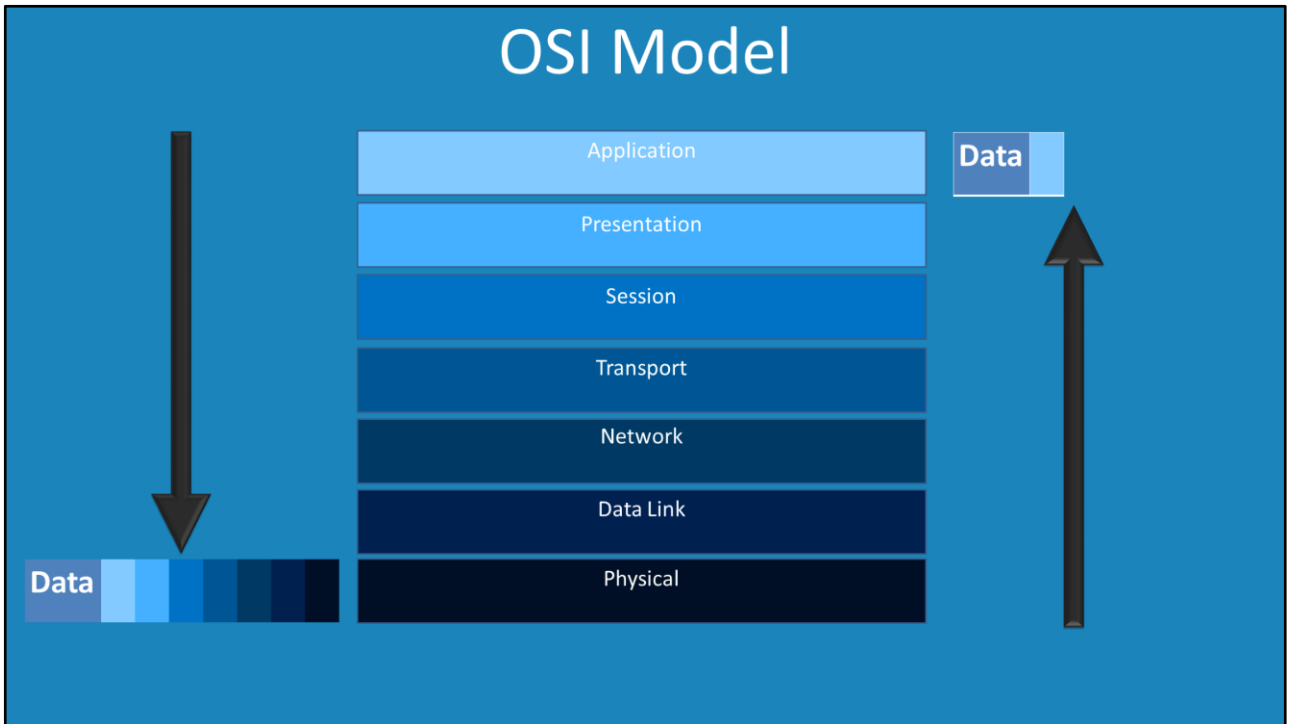 OSI Model
Application
Data
Presentation
Session
Transport
Network
Data Link
Data
Physical